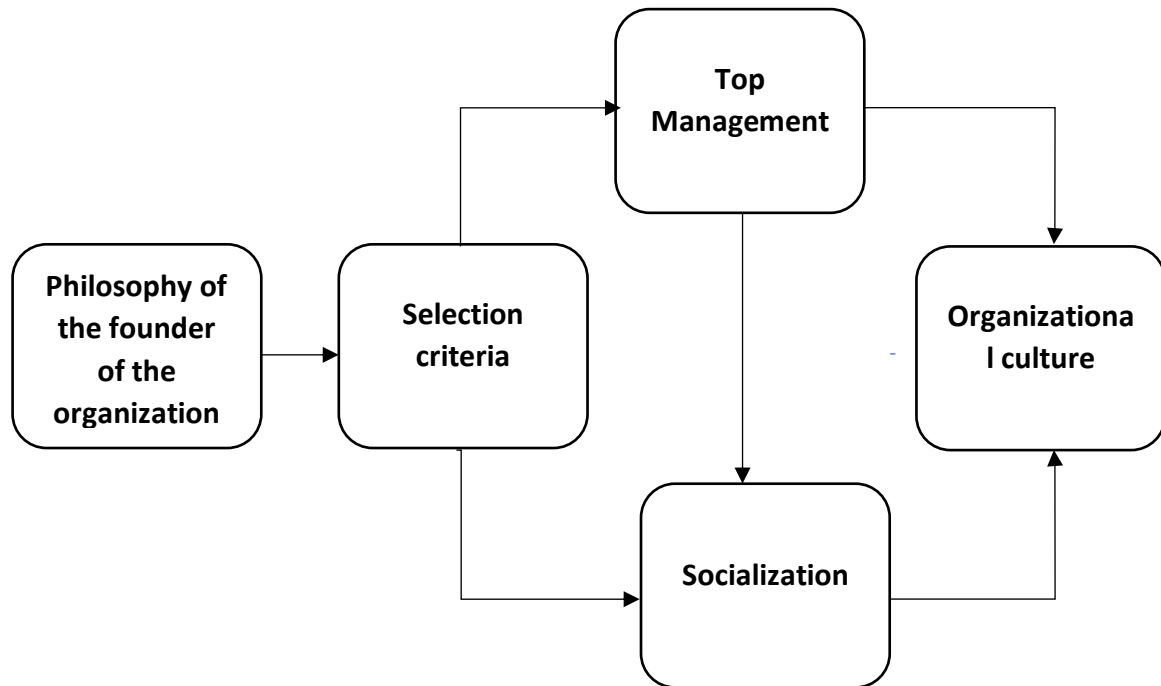 Top
Management
Philosophy of
the founder
of the
organization
Selection
criteria
Organizationa
l culture
Socialization